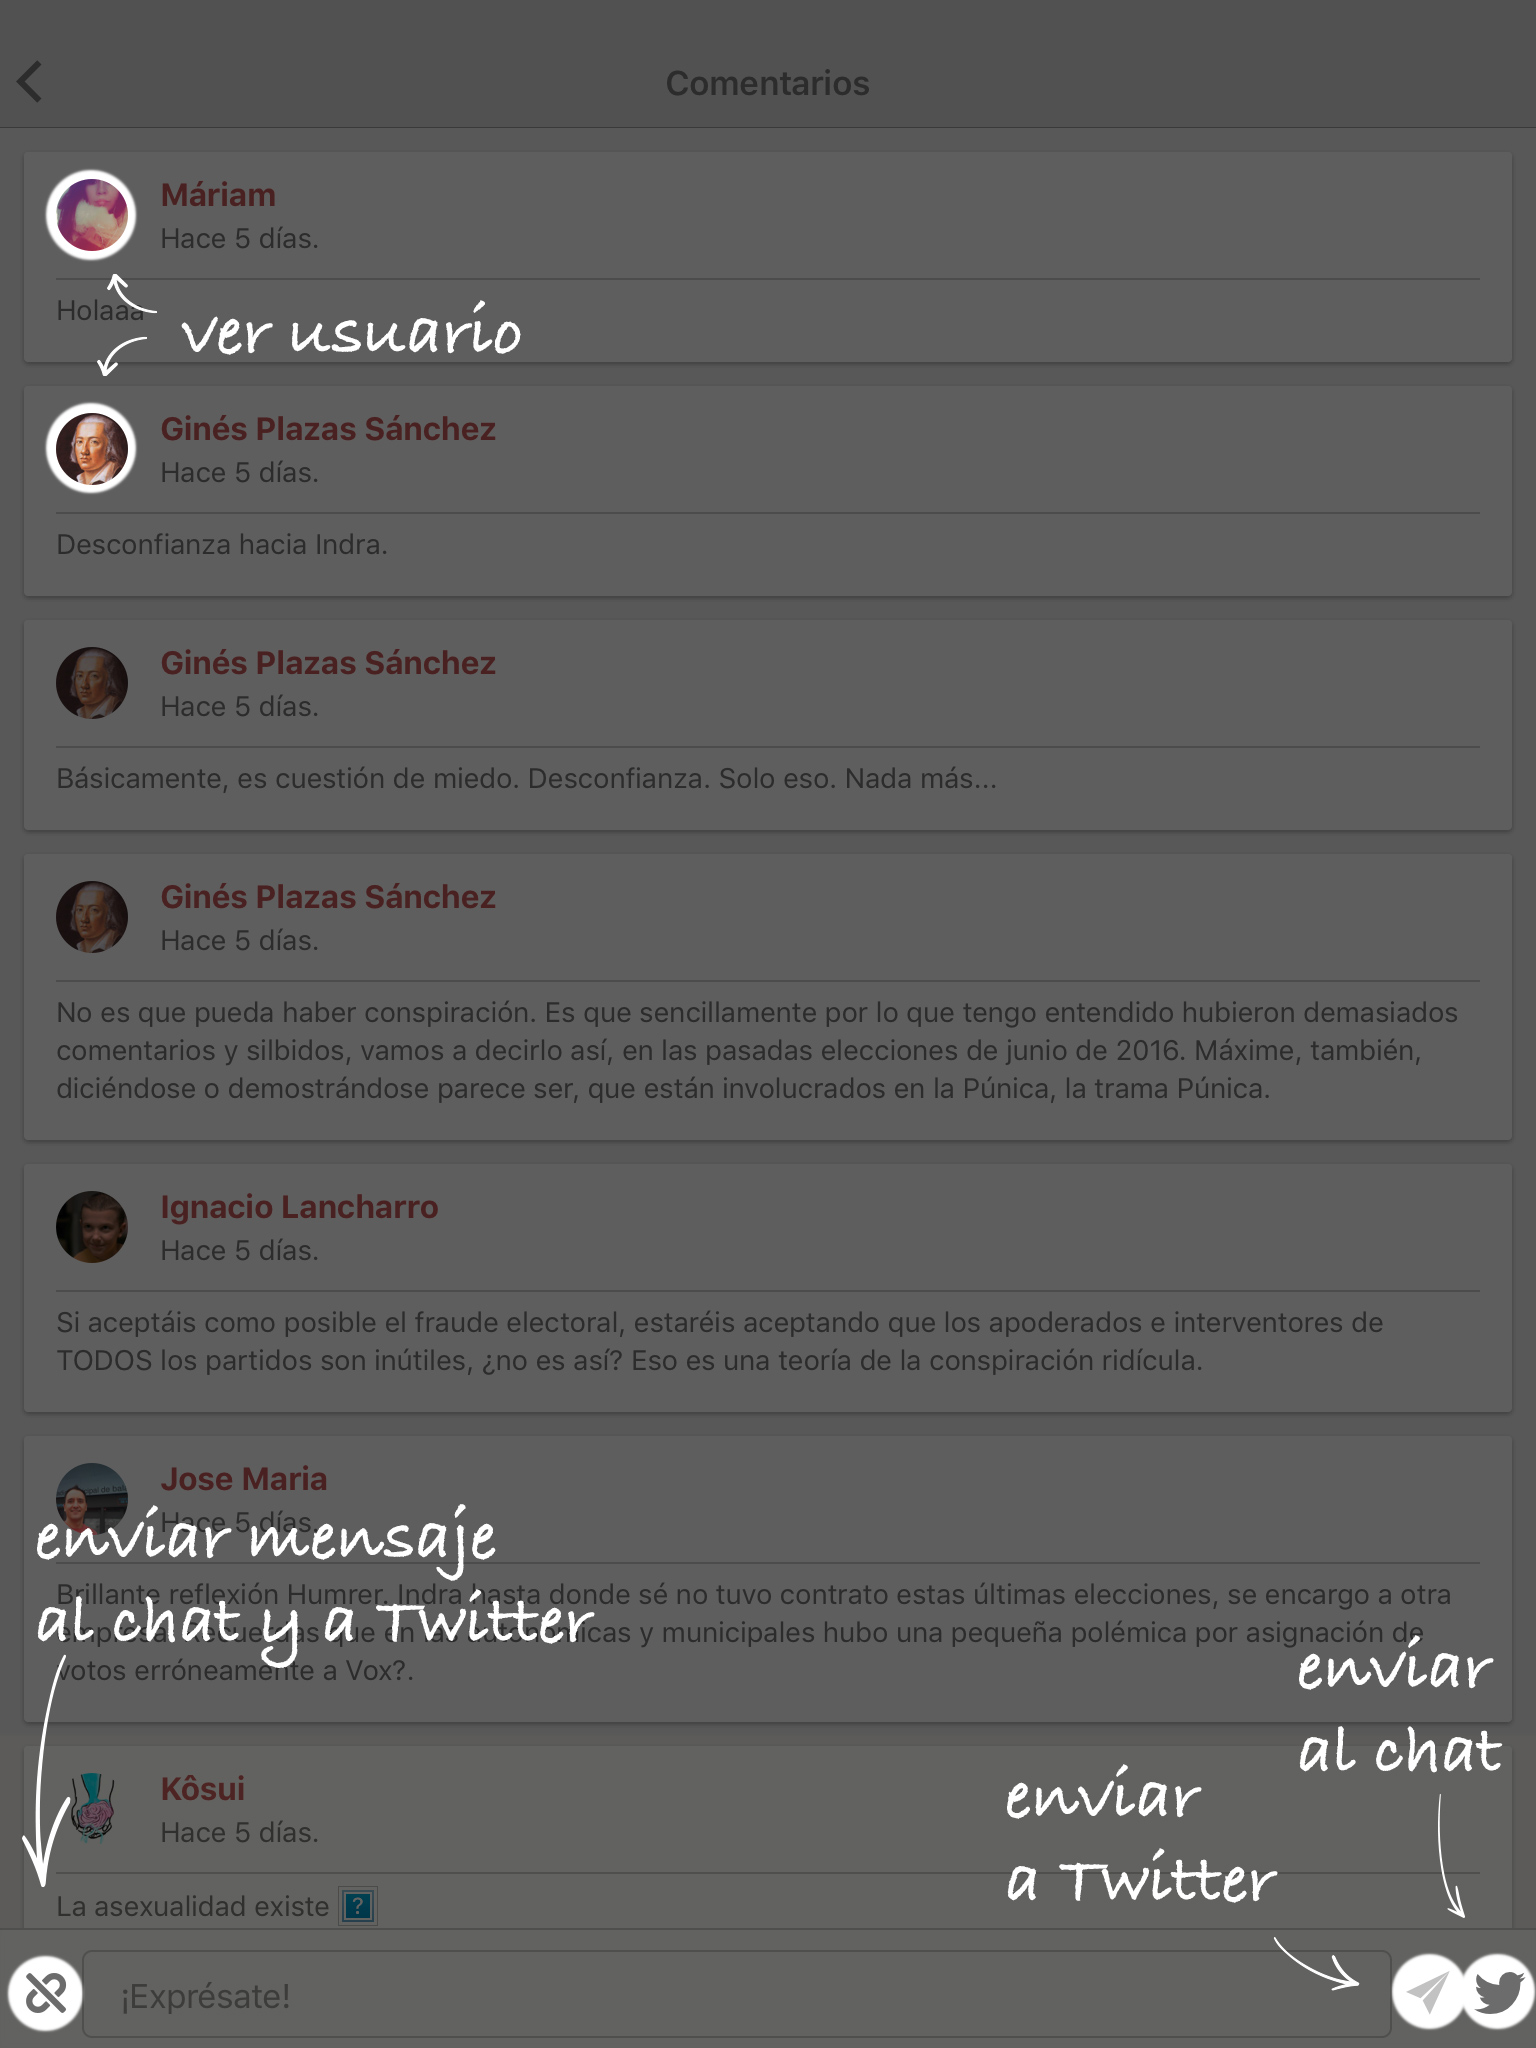 Comentarios
Máriam
Hace 5 días.
Holaaa
ver usuario
Ginés Plazas Sánchez
Hace 5 días.
Desconfianza hacia Indra.
Ginés Plazas Sánchez
Hace 5 días.
Básicamente, es cuestión de miedo. Desconfianza. Solo eso. Nada más...
Ginés Plazas Sánchez
Hace 5 días.
No es que pueda haber conspiración. Es que sencillamente por lo que tengo entendido hubieron demasiados
comentarios y silbidos, vamos a decirlo así, en las pasadas elecciones de junio de 2016. Máxime, también,
diciéndose o demostrándose parece ser, que están involucrados en la Púnica, la trama Púnica.
Ignacio Lancharro
Hace 5 días.
Si aceptáis como posible el fraude electoral, estaréis aceptando que los apoderados e interventores de
TODOS los partidos son inútiles, ¿no es así? Eso es una teoría de la conspiración ridícula.
Jose Maria
Hace 5 días.
enviar mensaje
al chat y a Twitter
Brillante reflexión Humrer. Indra hasta donde sé no tuvo contrato estas últimas elecciones, se encargo a otra
empresa. Recuerdas que en las autonómicas y municipales hubo una pequeña polémica por asignación de
votos erróneamente a Vox?.
enviar
al chat
Kôsui
Hace 5 días.
enviar
a Twitter
La asexualidad existe ?
¡Exprésate!